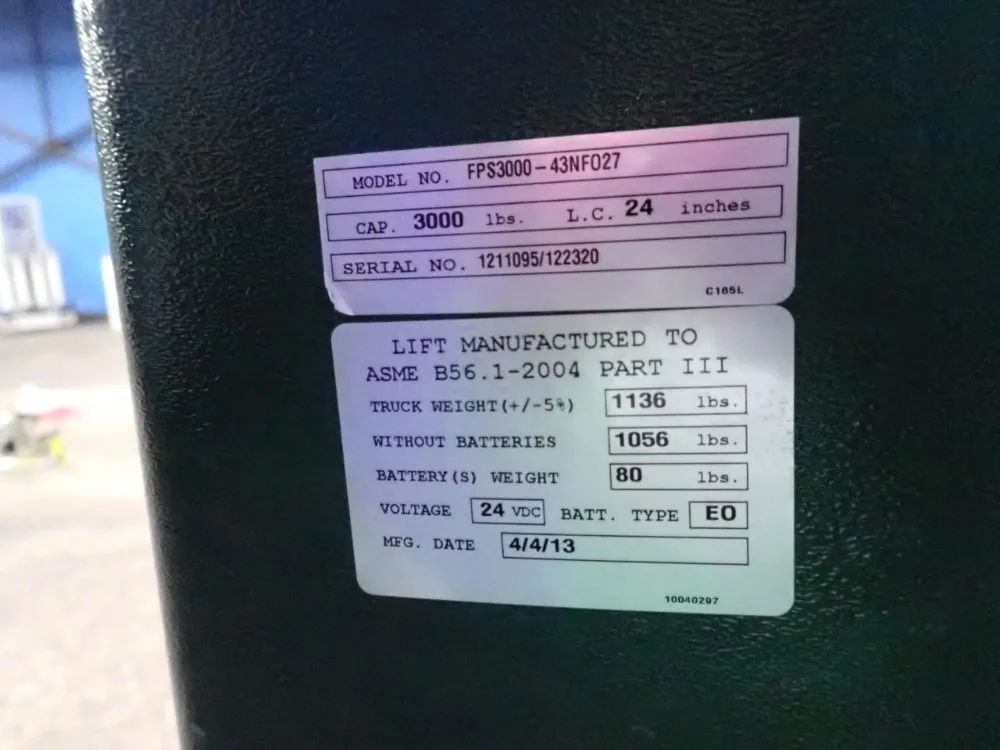 MODEL NO. FPS3000-43NFO27
CAP. 3000 lbs. L.C. 24 inches
SERIAL NO. 1211095/122320
C165L
LIFT MANUFACTURED TO
ASME B56.1-2004 PART III
TRUCK WEIGHT(+/-5%) 1136 lbs.
WITHOUT BATTERIES 1056 lbs.
BATTERY(S) WEIGHT 80 lbs.
VOLTAGE 24 VDC BATT. TYPE EO
MFG. DATE 4/4/13
10040297